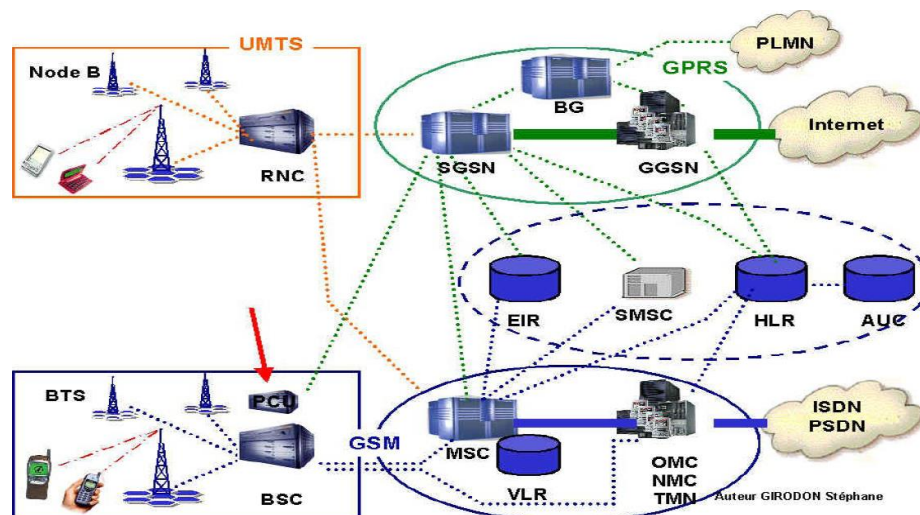 UMTS
Node B
RNC
GPRS
BG
SGSN
GGSN
PLMN
Internet
EIR
SMSC
HLR
AUC
BTS
PCU
BSC
GSM
MSC
VLR
OMC
NMC
TMN
ISDN
PSDN
Auteur GIRODON Stéphane